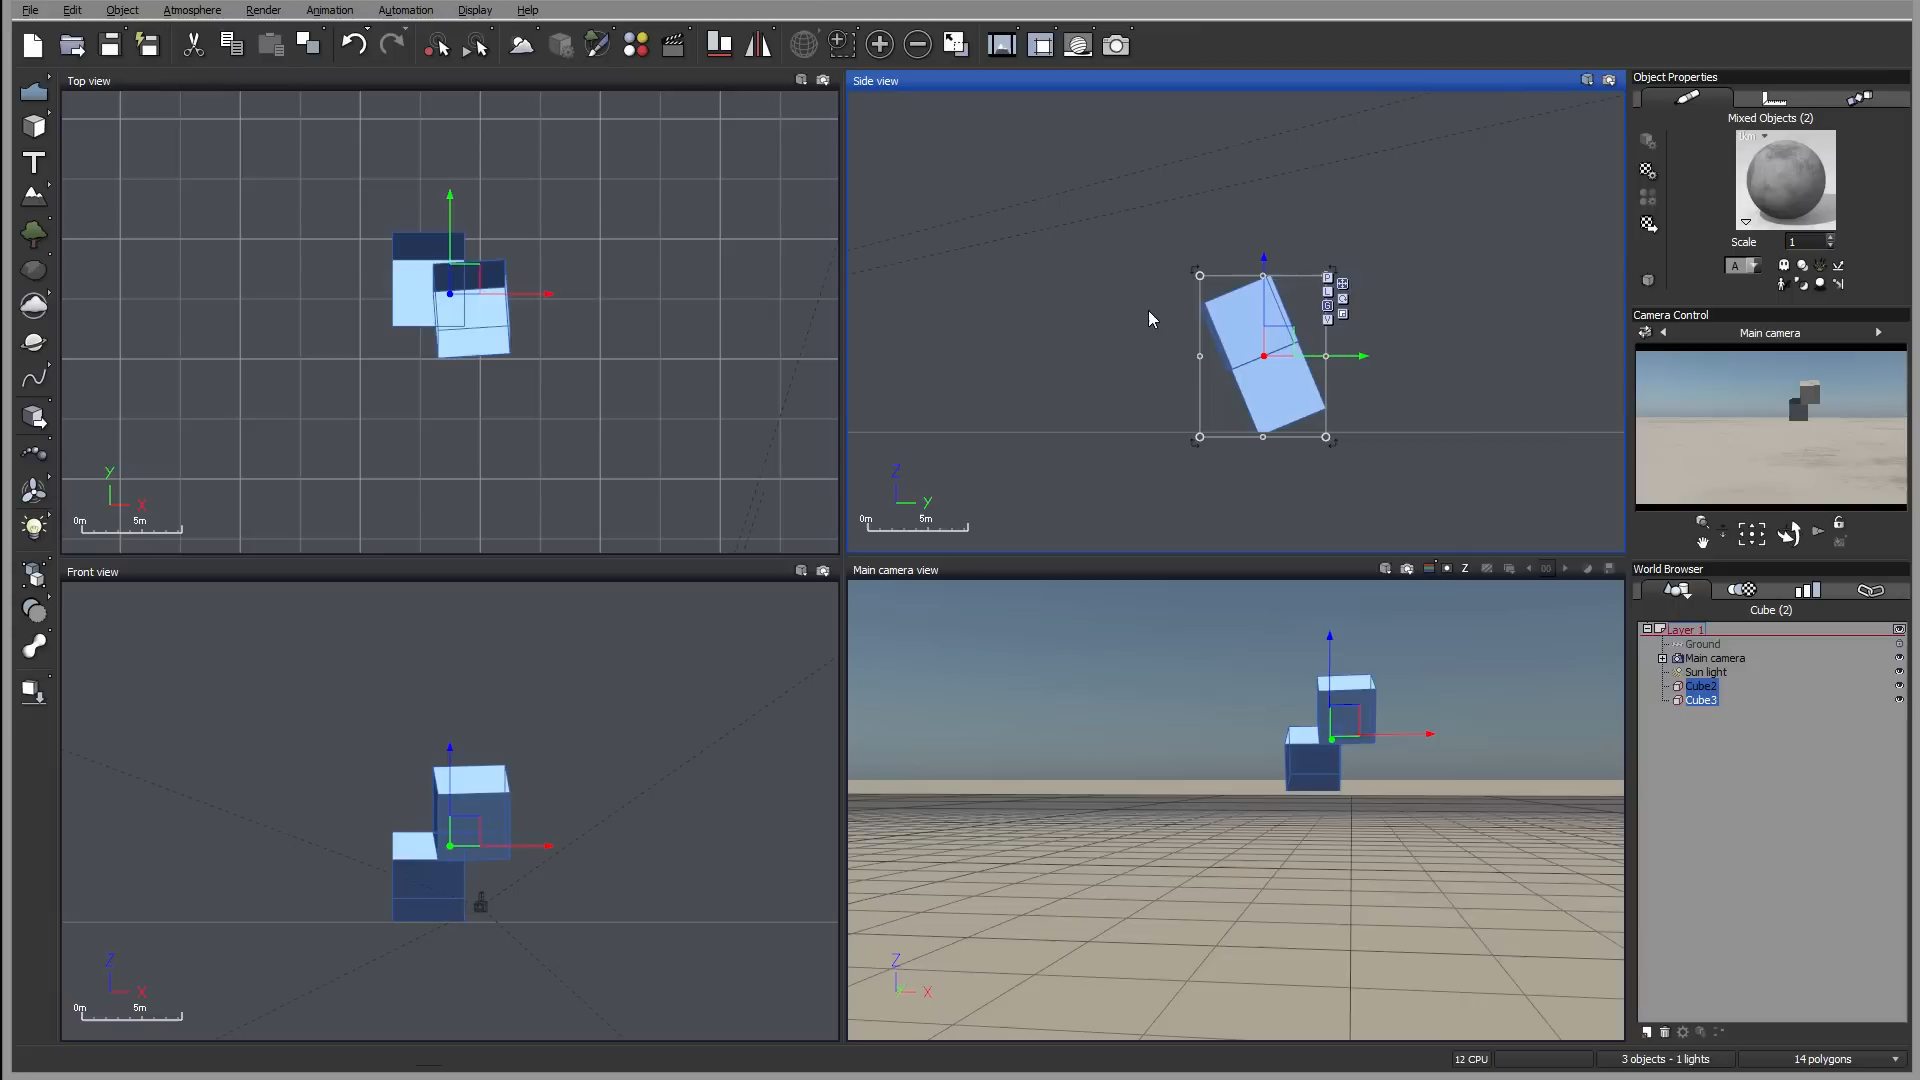 File Edit Object Atmosphere Render Animation Automation Display Help
Top view
Side view
Object Properties
Mixed Objects (2)
Scale 1
A
P
L
G
V
Camera Control
Main camera
Y
X
0m 5m
Z
Y
0m 5m
Front view
Main camera view
Z
00
World Browser
Cube (2)
Layer 1
Ground
Main camera
Sun light
Cube2
Cube3
Z
X
0m 5m
Z
X
12 CPU
3 objects - 1 lights
14 polygons